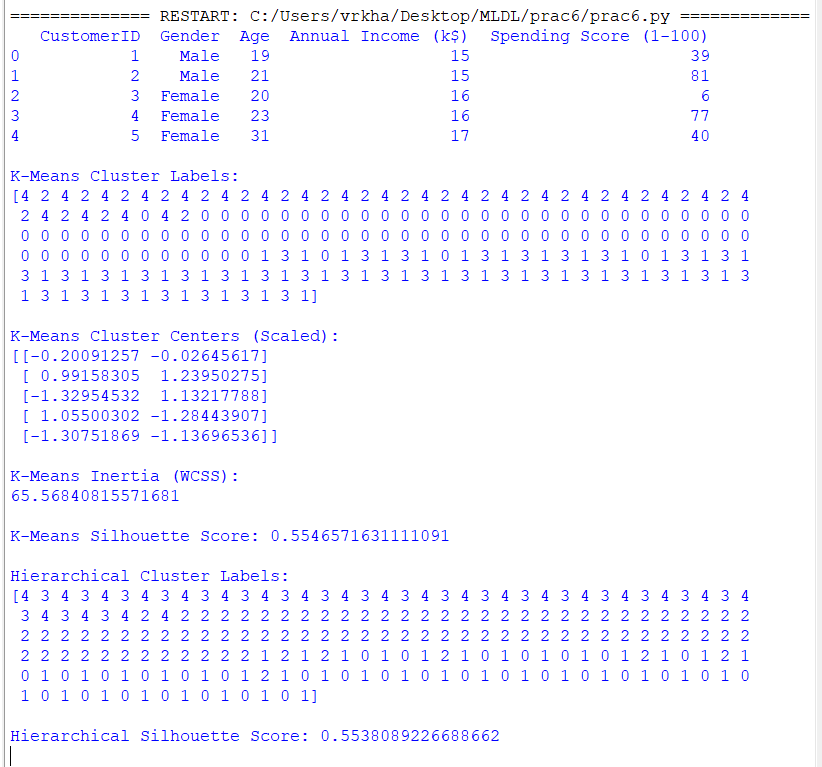 ============== RESTART: C:/Users/vrkha/Desktop/MLDL/prac6/prac6.py =============
CustomerID Gender Age Annual Income (k$) Spending Score (1-100)
0 1 Male 19 15 39
1 2 Male 21 15 81
2 3 Female 20 16 6
3 4 Female 23 16 77
4 5 Female 31 17 40
K-Means Cluster Labels:
[4 2 4 2 4 2 4 2 4 2 4 2 4 2 4 2 4 2 4 2 4 2 4 2 4 2 4 2 4 2 4 2 4 2 4 2 4
2 4 2 4 2 4 0 4 2 0 0 0 0 0 0 0 0 0 0 0 0 0 0 0 0 0 0 0 0 0 0 0 0 0 0 0 0
0 0 0 0 0 0 0 0 0 0 0 0 0 0 0 0 0 0 0 0 0 0 0 0 0 0 0 0 0 0 0 0 0 0 0 0 0
0 0 0 0 0 0 0 0 0 0 0 0 1 3 1 0 1 3 1 3 1 0 1 3 1 3 1 3 1 3 1 0 1 3 1 3 1
3 1 3 1 3 1 3 1 3 1 3 1 3 1 3 1 3 1 3 1 3 1 3 1 3 1 3 1 3 1 3 1 3 1 3 1 3
1 3 1 3 1 3 1 3 1 3 1 3 1 3 1]
K-Means Cluster Centers (Scaled):
[[-0.20091257 -0.02645617]
[ 0.99158305 1.23950275]
[-1.32954532 1.13217788]
[ 1.05500302 -1.28443907]
[-1.30751869 -1.13696536]]
K-Means Inertia (WCSS):
65.56840815571681
K-Means Silhouette Score: 0.5546571631111091
Hierarchical Cluster Labels:
[4 3 4 3 4 3 4 3 4 3 4 3 4 3 4 3 4 3 4 3 4 3 4 3 4 3 4 3 4 3 4 3 4 3 4 3 4
3 4 3 4 3 4 2 4 2 2 2 2 2 2 2 2 2 2 2 2 2 2 2 2 2 2 2 2 2 2 2 2 2 2 2 2 2
2 2 2 2 2 2 2 2 2 2 2 2 2 2 2 2 2 2 2 2 2 2 2 2 2 2 2 2 2 2 2 2 2 2 2 2 2
2 2 2 2 2 2 2 2 2 2 2 2 1 2 1 2 1 0 1 0 1 2 1 0 1 0 1 0 1 0 1 2 1 0 1 2 1
0 1 0 1 0 1 0 1 0 1 0 1 2 1 0 1 0 1 0 1 0 1 0 1 0 1 0 1 0 1 0 1 0 1 0 1 0
1 0 1 0 1 0 1 0 1 0 1 0 1 0 1]
Hierarchical Silhouette Score: 0.5538089226688662